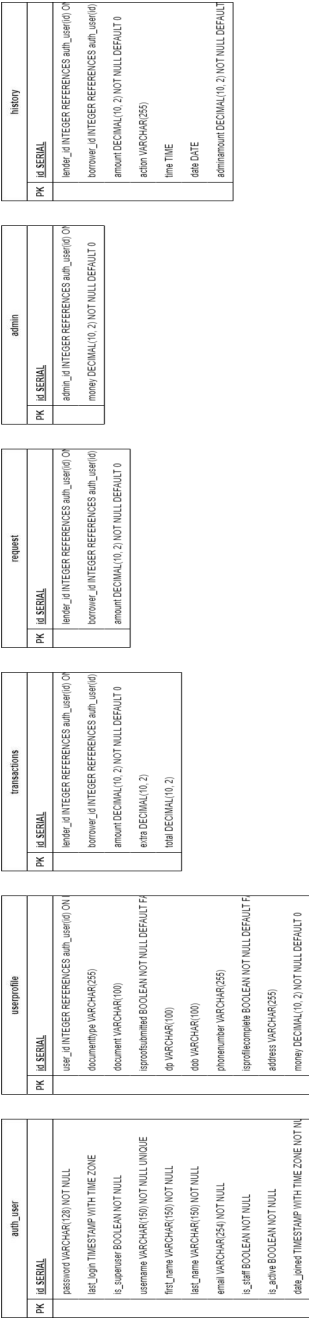 auth_user
PK id SERIAL
password VARCHAR(128) NOT NULL
last_login TIMESTAMP WITH TIME ZONE
is_superuser BOOLEAN NOT NULL
username VARCHAR(150) NOT NULL UNIQUE
first_name VARCHAR(150) NOT NULL
last_name VARCHAR(150) NOT NULL
email VARCHAR(254) NOT NULL
is_staff BOOLEAN NOT NULL
is_active BOOLEAN NOT NULL
date_joined TIMESTAMP WITH TIME ZONE NOT NU
userprofile
PK id SERIAL
user_id INTEGER REFERENCES auth_user(id) ON
documenttype VARCHAR(255)
document VARCHAR(100)
isproofsubmitted BOOLEAN NOT NULL DEFAULT FA
dp VARCHAR(100)
dob VARCHAR(100)
phonenumber VARCHAR(255)
isprofilecomplete BOOLEAN NOT NULL DEFAULT F
address VARCHAR(255)
money DECIMAL(10, 2) NOT NULL DEFAULT 0
transactions
PK id SERIAL
lender_id INTEGER REFERENCES auth_user(id) ON
borrower_id INTEGER REFERENCES auth_user(id)
amount DECIMAL(10, 2) NOT NULL DEFAULT 0
extra DECIMAL(10, 2)
total DECIMAL(10, 2)
request
PK id SERIAL
lender_id INTEGER REFERENCES auth_user(id) ON
borrower_id INTEGER REFERENCES auth_user(id)
amount DECIMAL(10, 2) NOT NULL DEFAULT 0
admin
PK id SERIAL
admin_id INTEGER REFERENCES auth_user(id) ON
money DECIMAL(10, 2) NOT NULL DEFAULT 0
history
PK id SERIAL
lender_id INTEGER REFERENCES auth_user(id) ON
borrower_id INTEGER REFERENCES auth_user(id)
amount DECIMAL(10, 2) NOT NULL DEFAULT 0
action VARCHAR(255)
time TIME
date DATE
adminamount DECIMAL(10, 2) NOT NULL DEFAULT